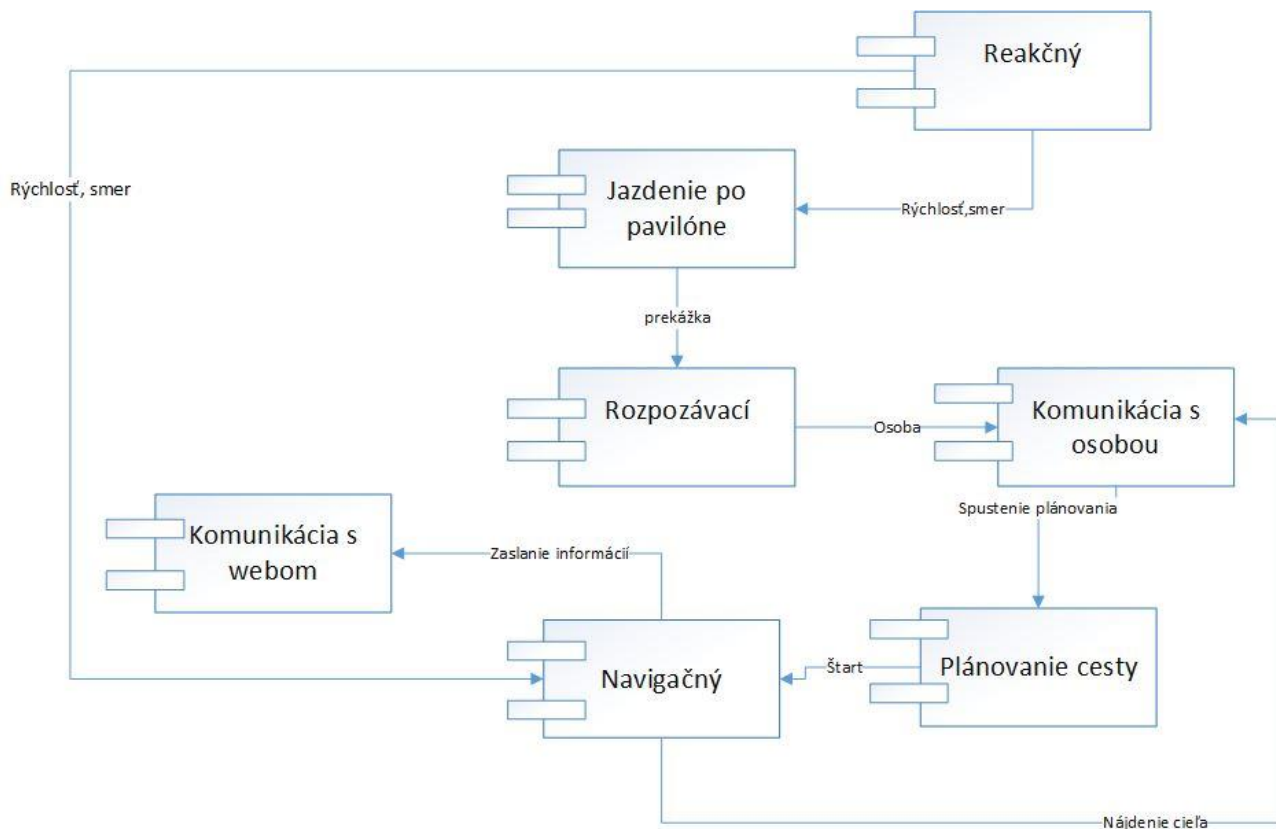 Reakčný
Rýchlosť, smer
Jazdenie po
pavilóne
Rýchlosť,smer
prekážka
Rozpozávací
Osoba
Komunikácia s
osobou
Spustenie plánovania
Komunikácia s
webom
Zaslanie informácií
Navigačný
Štart
Plánovanie cesty
Nájdenie cieľa